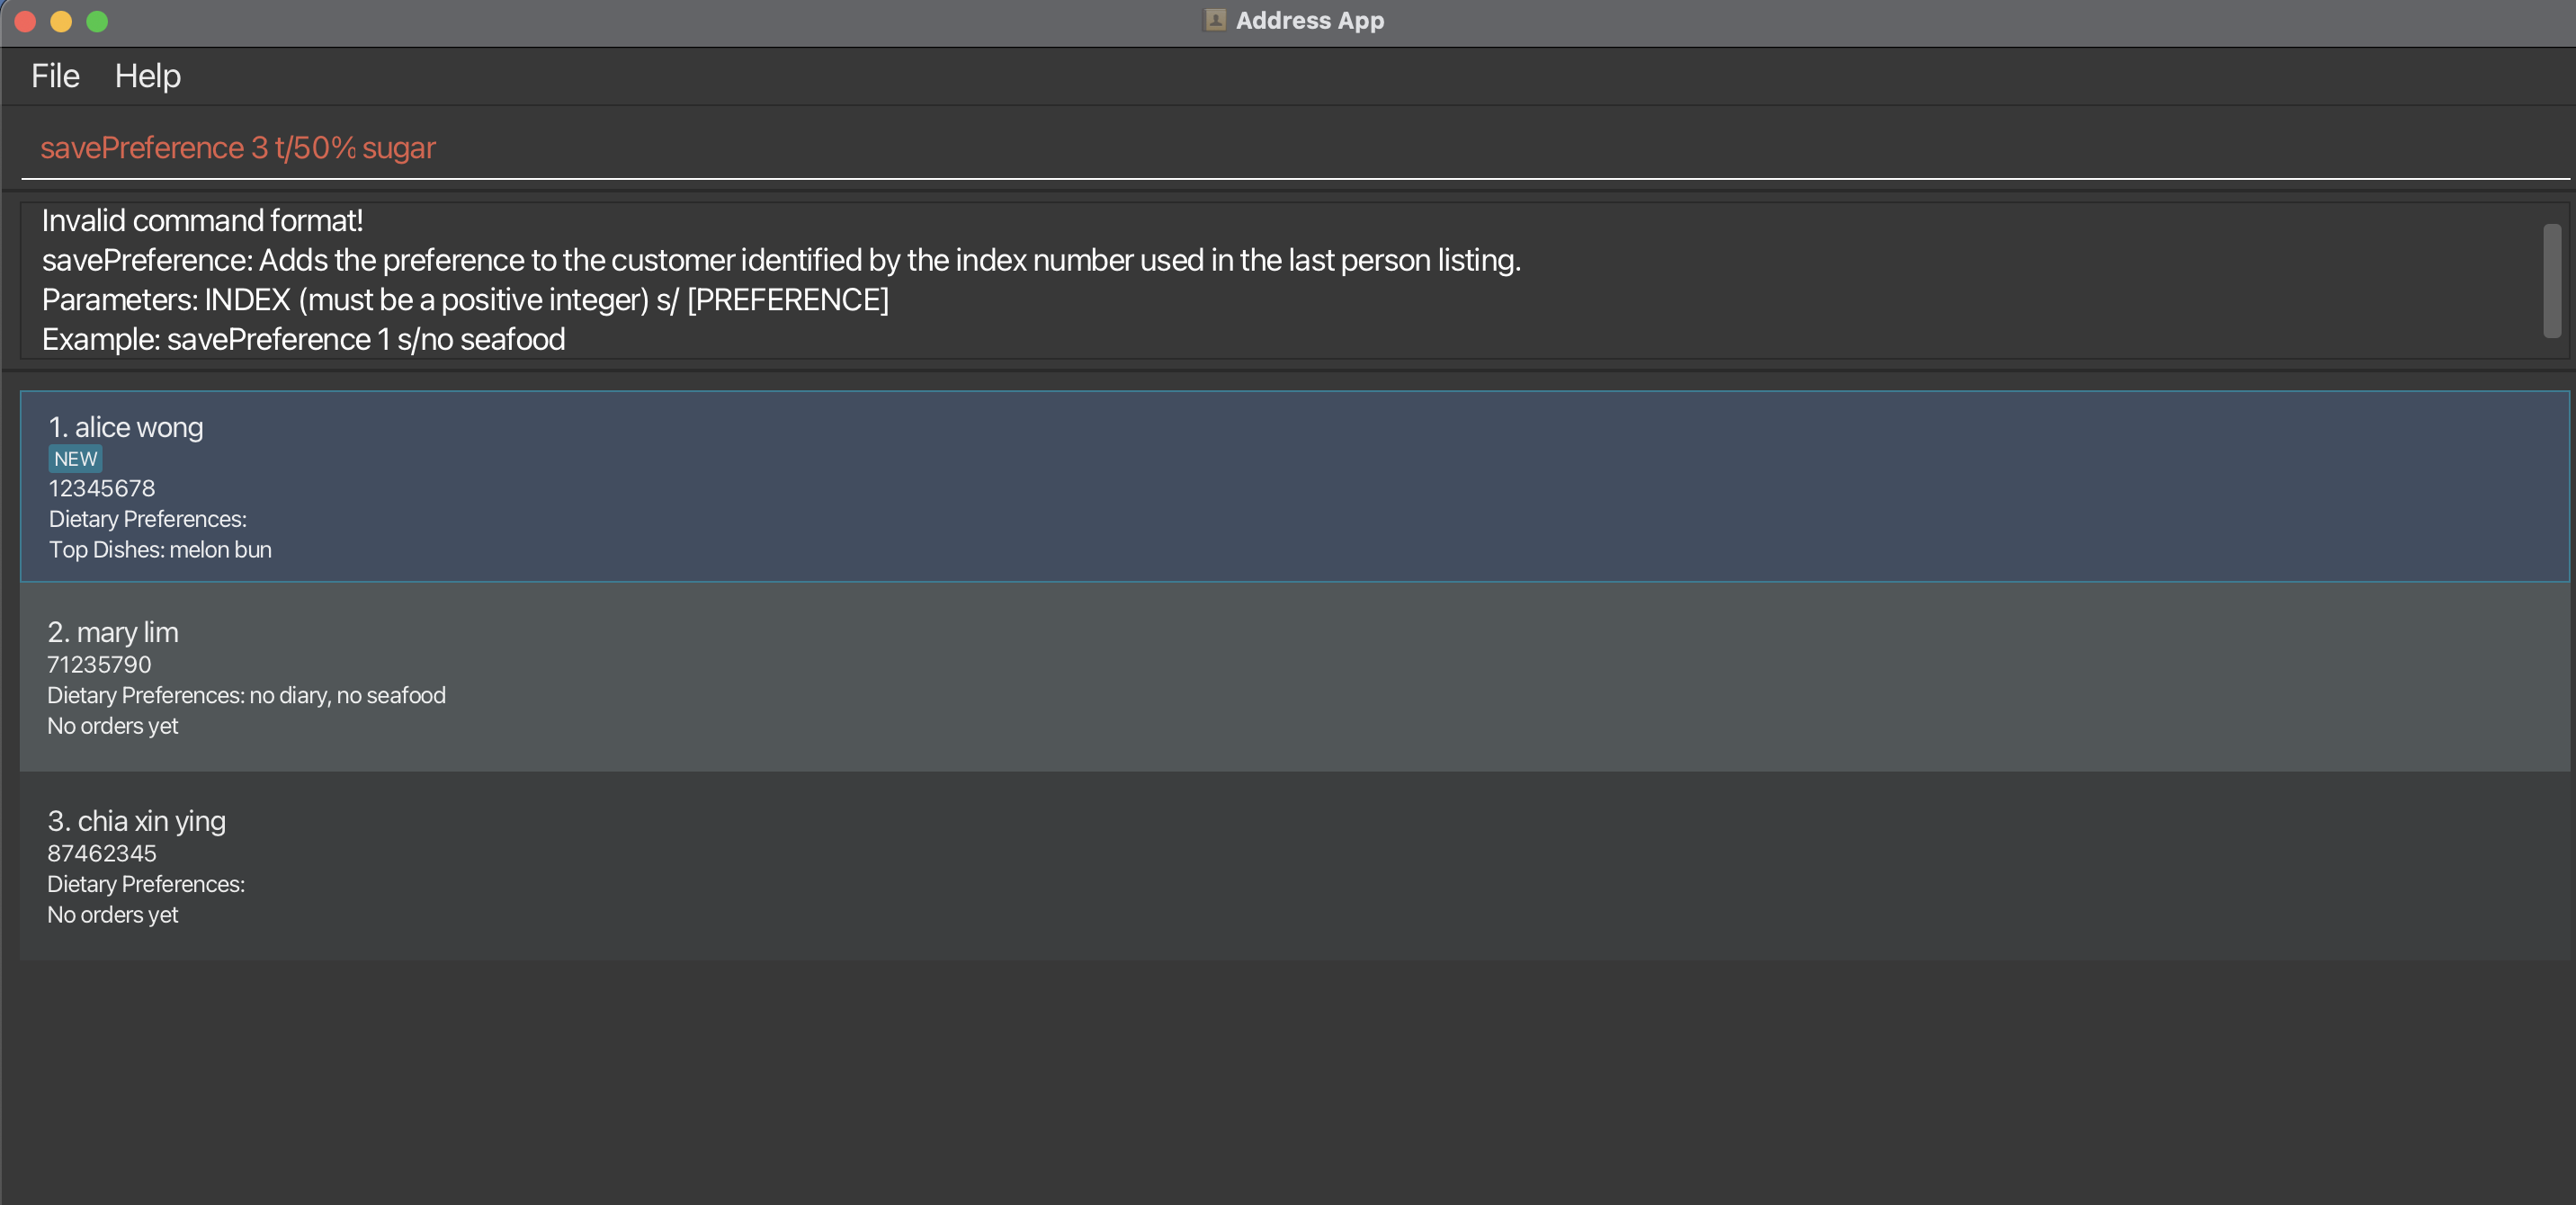 Address App
File Help
savePreference 3 t/50% sugar
Invalid command format!
savePreference: Adds the preference to the customer identified by the index number used in the last person listing.
Parameters: INDEX (must be a positive integer) s/ [PREFERENCE]
Example: savePreference 1 s/no seafood
1. alice wong
NEW
12345678
Dietary Preferences:
Top Dishes: melon bun
2. mary lim
71235790
Dietary Preferences: no diary, no seafood
No orders yet
3. chia xin ying
87462345
Dietary Preferences:
No orders yet